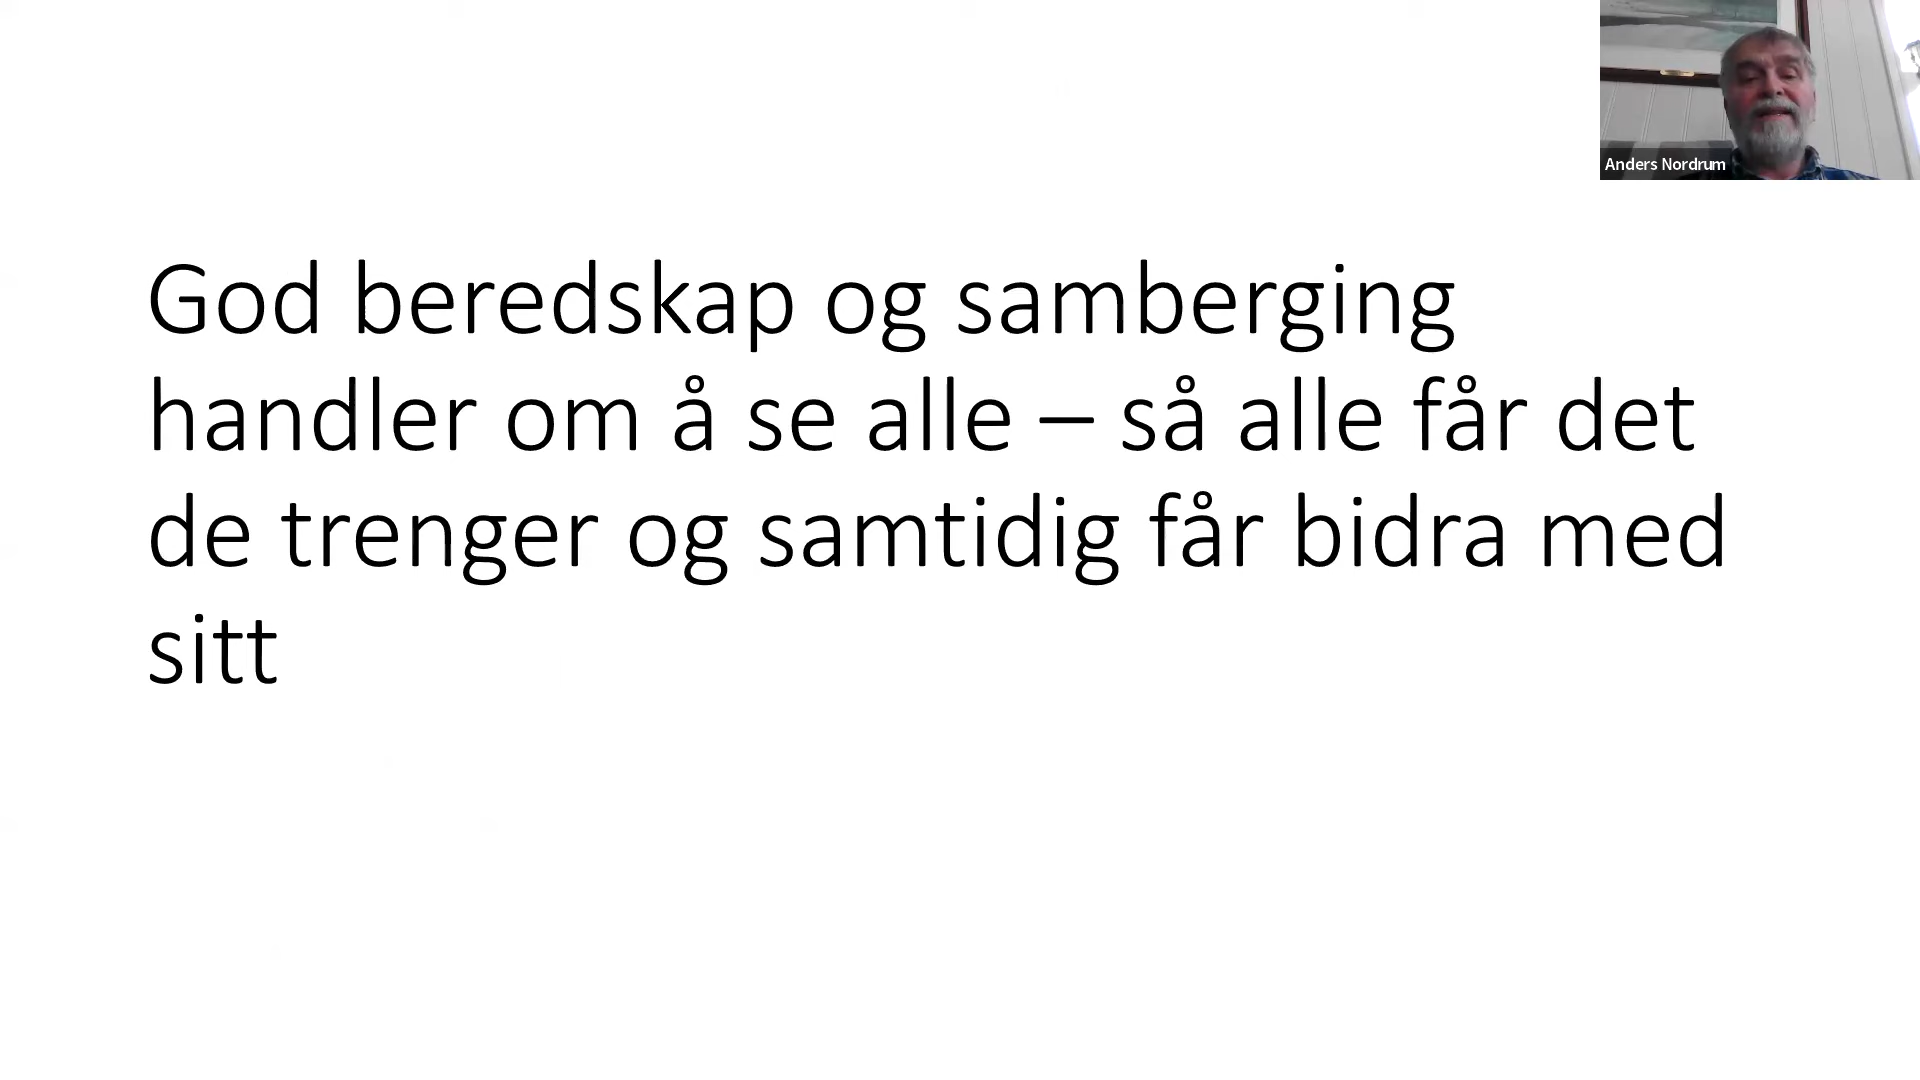 Anders Nordrum
God beredskap og samberging
handler om å se alle – så alle får det
de trenger og samtidig får bidra med
sitt